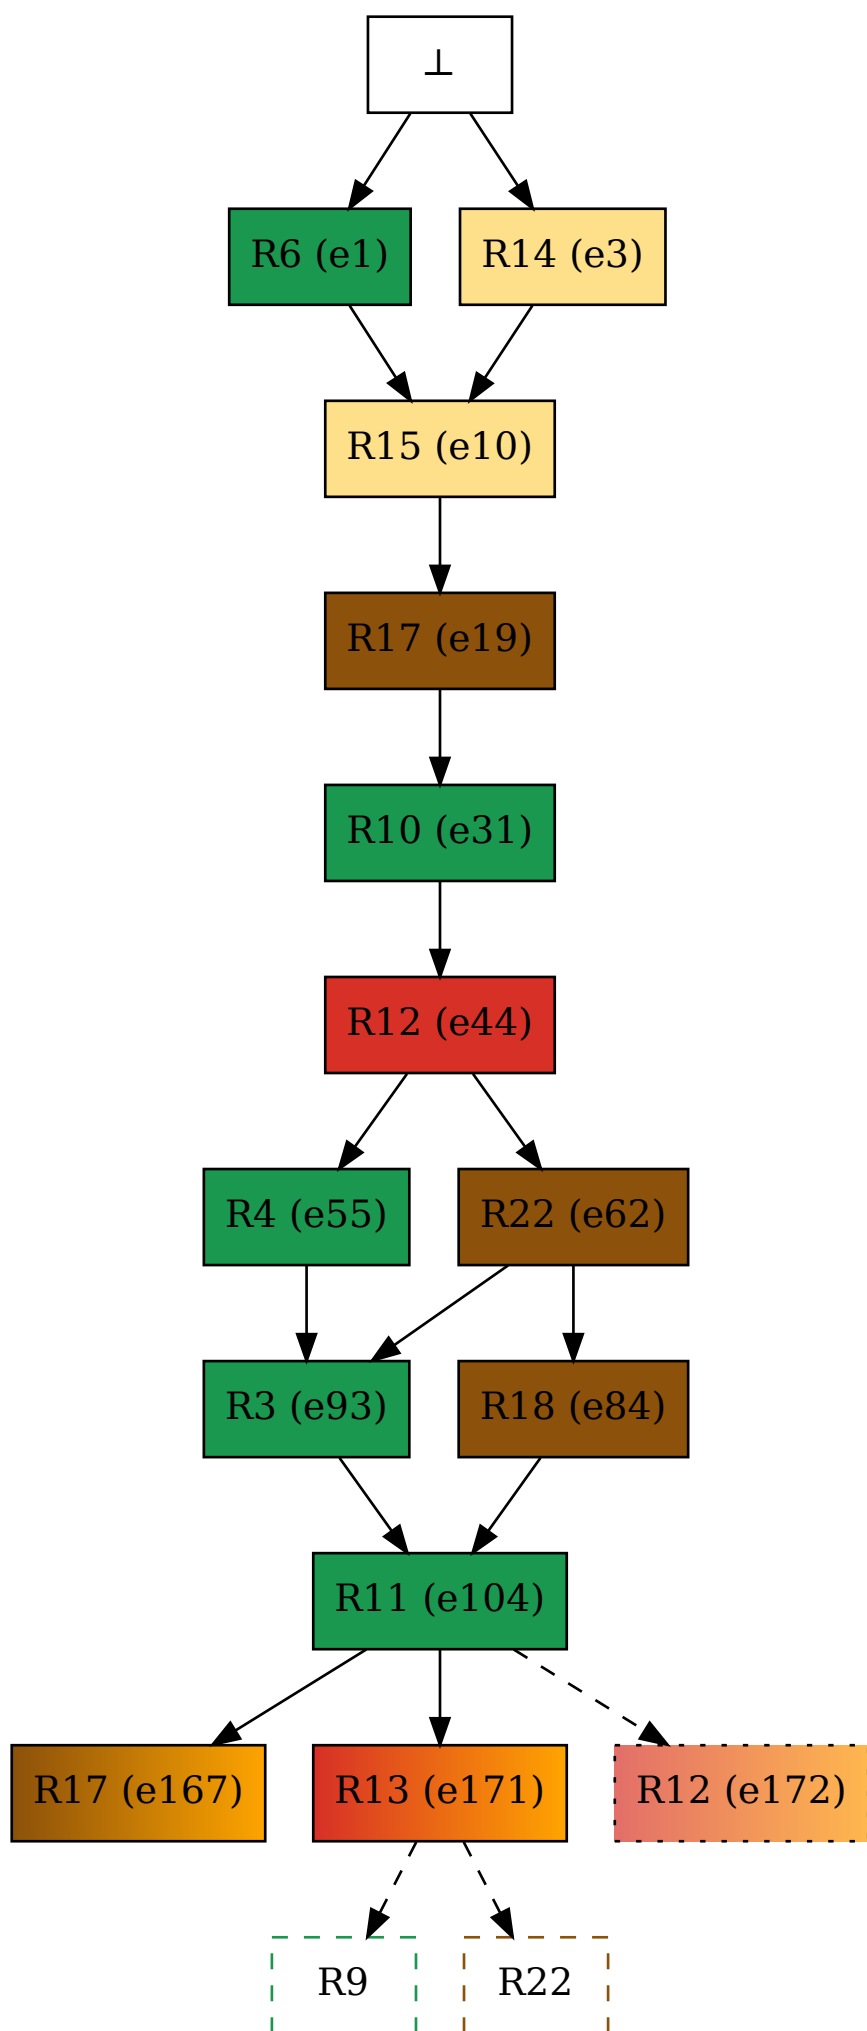 ⊥
R6 (e1)
R14 (e3)
R15 (e10)
R17 (e19)
R10 (e31)
R12 (e44)
R4 (e55)
R22 (e62)
R3 (e93)
R18 (e84)
R11 (e104)
R17 (e167)
R13 (e171)
R12 (e172)
R9
R22